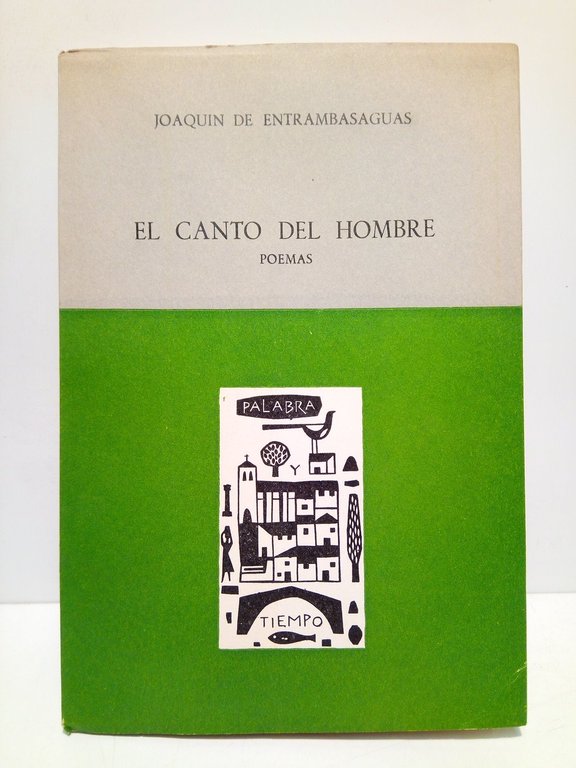 JOAQUIN DE ENTRAMBASAGUAS
EL CANTO DEL HOMBRE
POEMAS
PALABRA
Y
TIEMPO